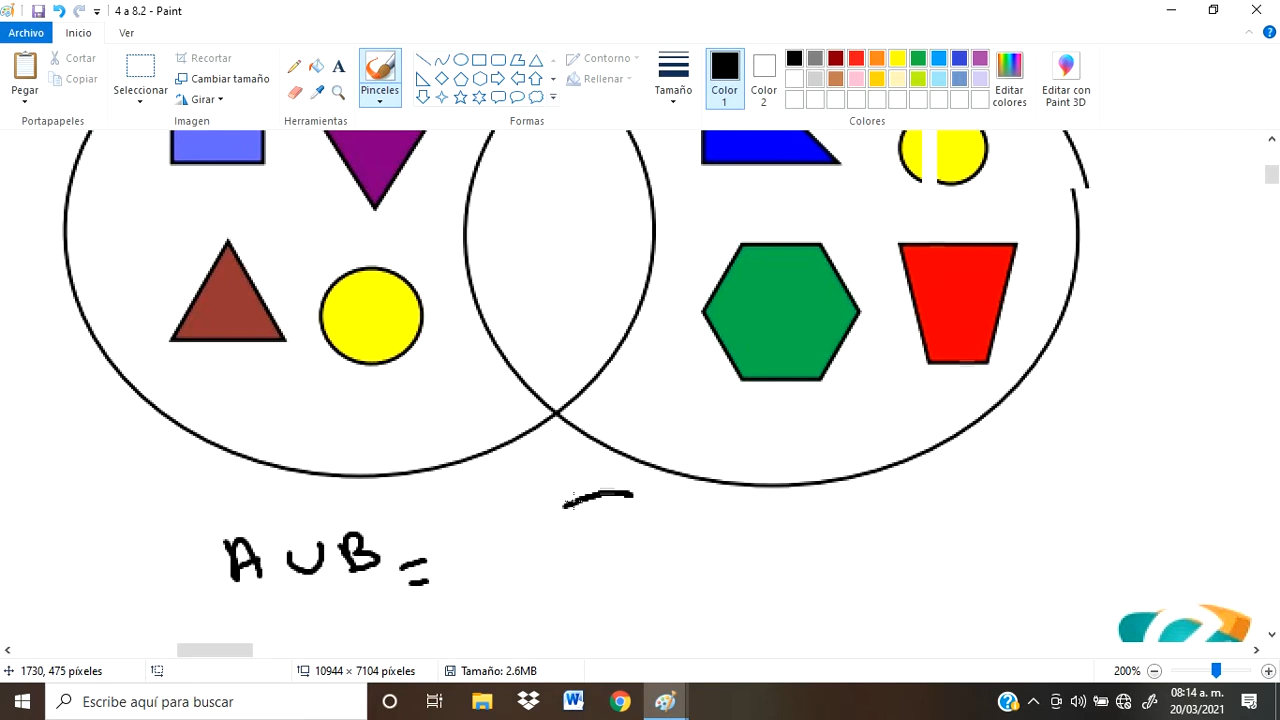 4 a 8.2 - Paint
Archivo Inicio Ver
Pegar
Cortar
Copiar
Portapapeles
Seleccionar
Recortar
Cambiar tamaño
Girar
Imagen
Herramientas
Pinceles
Formas
Contorno
Rellenar
Tamaño
Color 1
Color 2
Editar colores
Editar con Paint 3D
Colores
A ∪ B =
1730, 475 píxeles 10944 × 7104 píxeles Tamaño: 2.6MB 200%
Escribe aquí para buscar
08:14 a. m.
20/03/2021